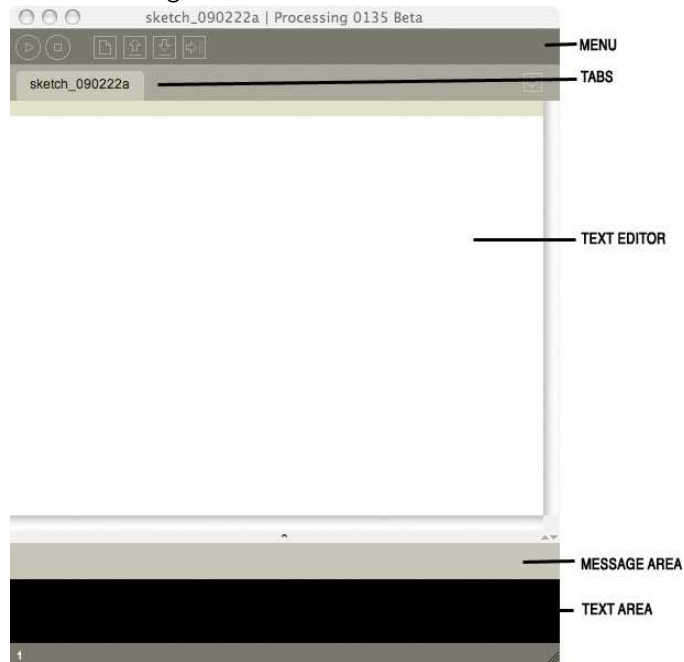 sketch_090222a | Processing 0135 Beta
MENU
TABS
sketch_090222a
TEXT EDITOR
MESSAGE AREA
TEXT AREA
1